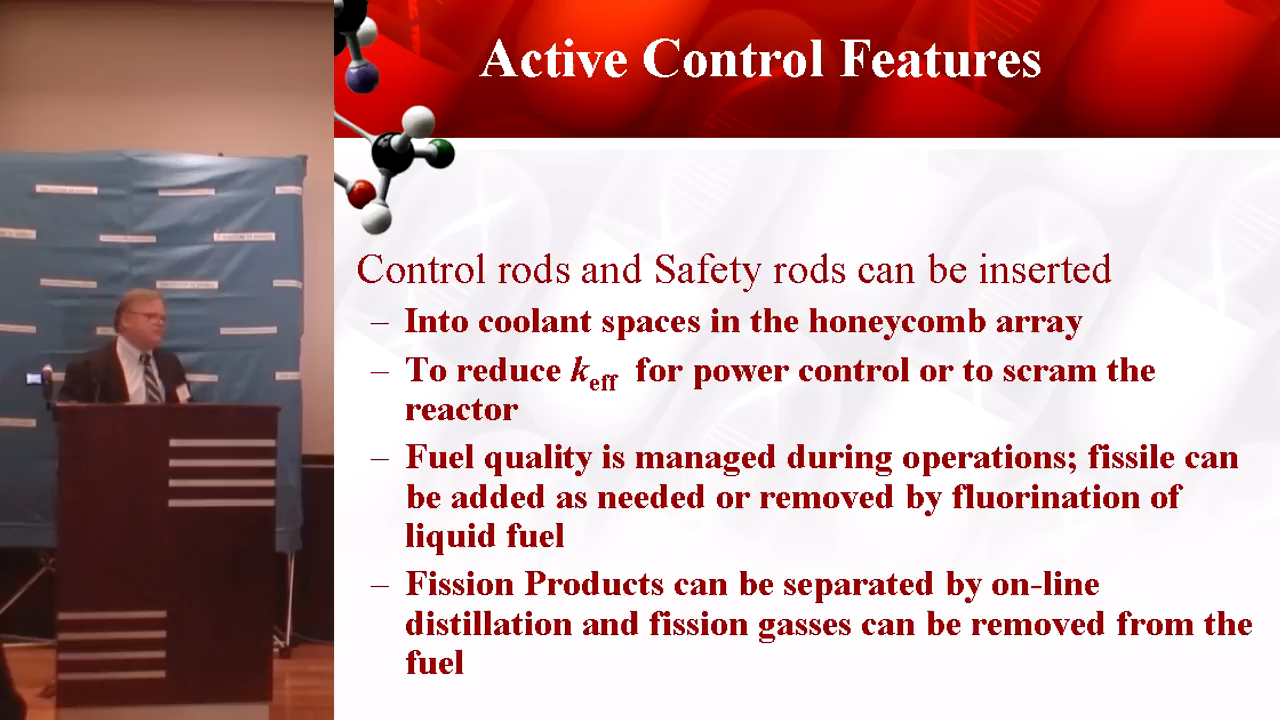 Active Control Features
Control rods and Safety rods can be inserted
– Into coolant spaces in the honeycomb array
– To reduce keff for power control or to scram the
reactor
– Fuel quality is managed during operations; fissile can
be added as needed or removed by fluorination of
liquid fuel
– Fission Products can be separated by on-line
distillation and fission gasses can be removed from the
fuel